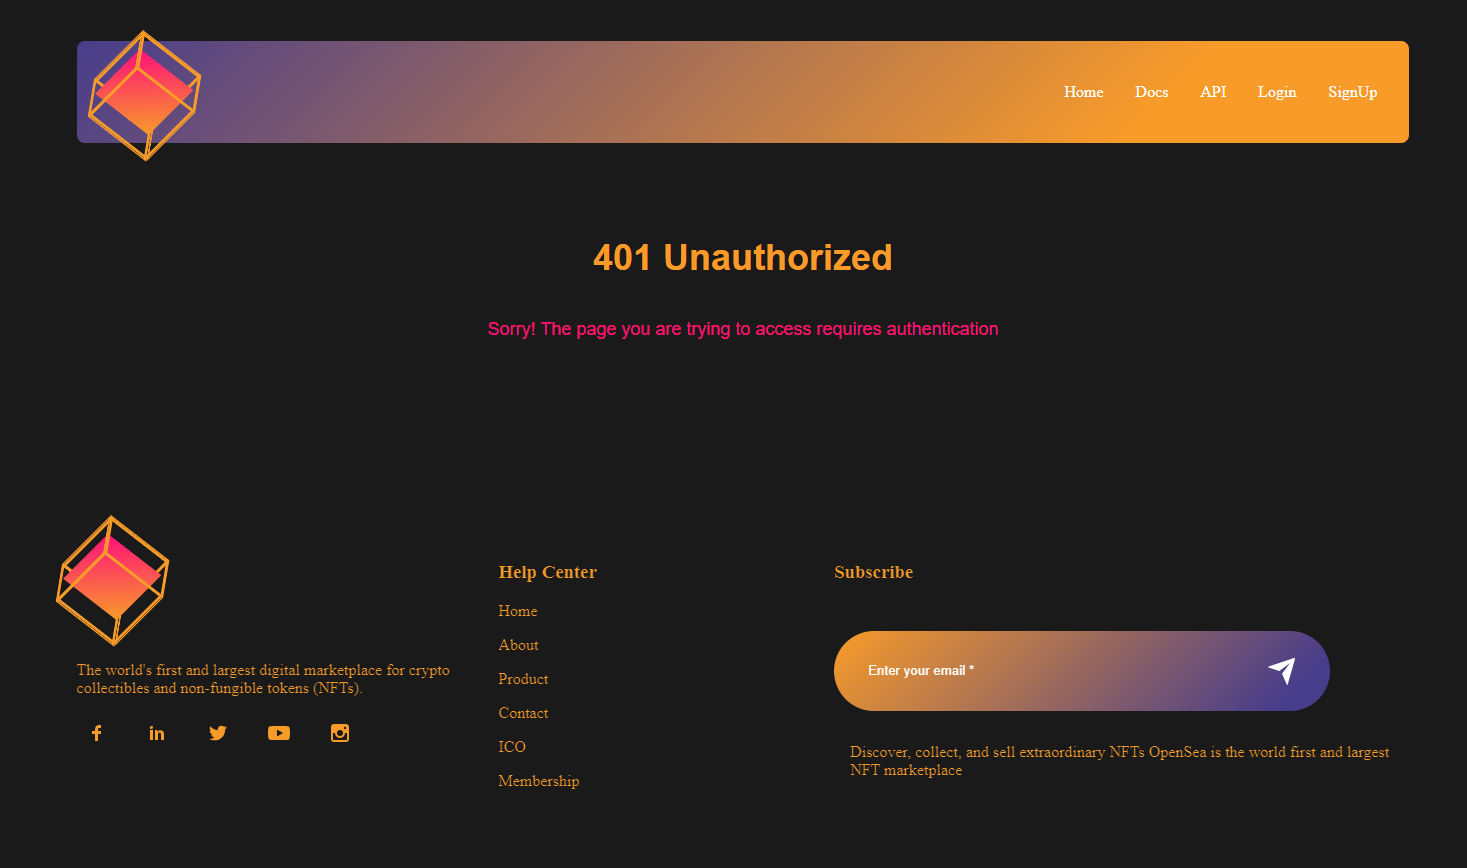 Home Docs API Login SignUp
401 Unauthorized
Sorry! The page you are trying to access requires authentication
The world's first and largest digital marketplace for crypto
collectibles and non-fungible tokens (NFTs).
Help Center
Home
About
Product
Contact
ICO
Membership
Subscribe
Enter your email *
Discover, collect, and sell extraordinary NFTs OpenSea is the world first and largest
NFT marketplace